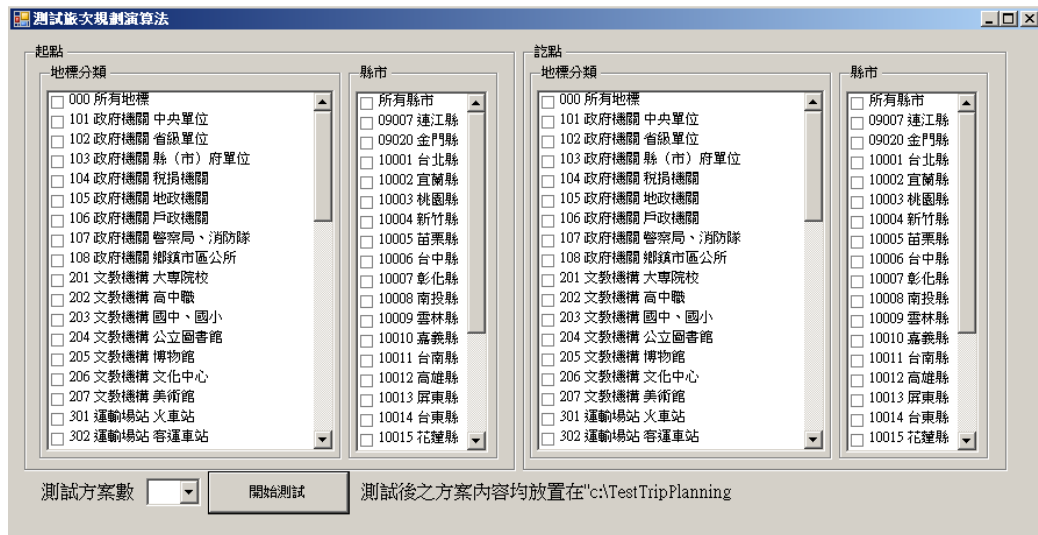 測試旅次規劃演算法
起點
地標分類
000 所有地標
101 政府機關 中央單位
102 政府機關 省級單位
103 政府機關 縣（市）府單位
104 政府機關 稅捐機關
105 政府機關 地政機關
106 政府機關 戶政機關
107 政府機關 警察局、消防隊
108 政府機關 鄉鎮市區公所
201 文教機構 大專院校
202 文教機構 高中職
203 文教機構 國中、國小
204 文教機構 公立圖書館
205 文教機構 博物館
206 文教機構 文化中心
207 文教機構 美術館
301 運輸場站 火車站
302 運輸場站 客運車站
縣市
所有縣市
09007 連江縣
09020 金門縣
10001 台北縣
10002 宜蘭縣
10003 桃園縣
10004 新竹縣
10005 苗栗縣
10006 台中縣
10007 彰化縣
10008 南投縣
10009 雲林縣
10010 嘉義縣
10011 台南縣
10012 高雄縣
10013 屏東縣
10014 台東縣
10015 花蓮縣
訖點
地標分類
000 所有地標
101 政府機關 中央單位
102 政府機關 省級單位
103 政府機關 縣（市）府單位
104 政府機關 稅捐機關
105 政府機關 地政機關
106 政府機關 戶政機關
107 政府機關 警察局、消防隊
108 政府機關 鄉鎮市區公所
201 文教機構 大專院校
202 文教機構 高中職
203 文教機構 國中、國小
204 文教機構 公立圖書館
205 文教機構 博物館
206 文教機構 文化中心
207 文教機構 美術館
301 運輸場站 火車站
302 運輸場站 客運車站
縣市
所有縣市
09007 連江縣
09020 金門縣
10001 台北縣
10002 宜蘭縣
10003 桃園縣
10004 新竹縣
10005 苗栗縣
10006 台中縣
10007 彰化縣
10008 南投縣
10009 雲林縣
10010 嘉義縣
10011 台南縣
10012 高雄縣
10013 屏東縣
10014 台東縣
10015 花蓮縣
測試方案數 開始測試 測試後之方案內容均放置在"c:\TestTripPlanning